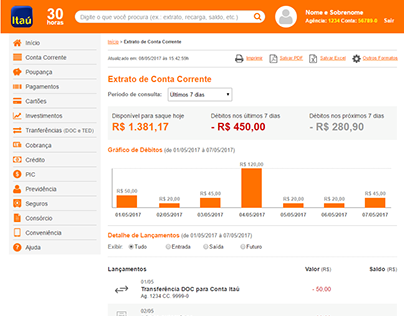 Itaú
30
horas
Digite o que você procura (ex.: extrato, recarga, saldo, etc.)
Nome e Sobrenome
Agência: 1234 Conta: 56789-0
Sair
Início
Conta Corrente
Poupança
Pagamentos
Cartões
Investimentos
Tranferências (DOC e TED)
Cobrança
Crédito
PIC
Previdência
Seguros
Consórcio
Conveniência
Ajuda
Início > Extrato de Conta Corrente
Atualizado em: 08/05/2017 às 15:42:59h
Imprimir
Salvar PDF
Salvar Excel
Outros Formatos
Extrato de Conta Corrente
Período de consulta: Últimos 7 dias
Disponível para saque hoje
R$ 1.381,17
Débitos nos últimos 7 dias
- R$ 450,00
Débitos nos próximos 7 dias
- R$ 280,90
Gráfico de Débitos (de 01/05/2017 à 07/05/2017)
R$ 50,00
R$ 20,00
R$ 45,00
R$ 120,00
R$ 20,00
R$ 20,00
R$ 45,00
01/05/2017
02/05/2017
03/05/2017
04/05/2017
05/05/2017
06/05/2017
07/05/2017
Detalhe de Lançamentos (de 01/05/2017 à 07/05/2017)
Exibir: Tudo Entrada Saída Futuro
Lançamentos
Valor (R$)
Saldo (R$)
01/05
Transferência DOC para Conta Itaú
- 50,00
Ag. 1234 CC: 9999-0
02/05